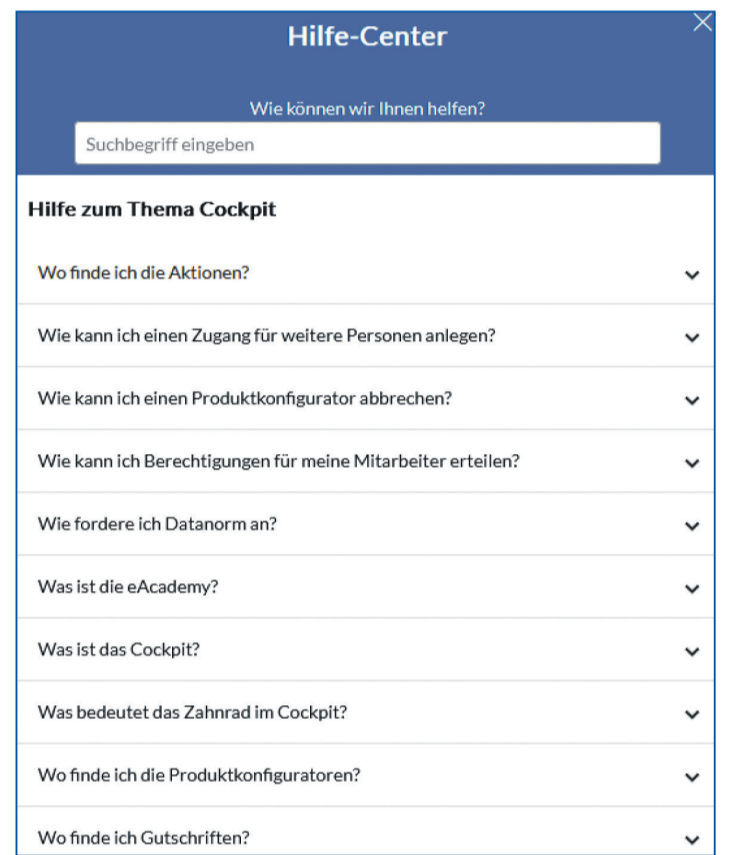 Hilfe-Center
Wie können wir Ihnen helfen?
Suchbegriff eingeben
Hilfe zum Thema Cockpit
Wo finde ich die Aktionen?
Wie kann ich einen Zugang für weitere Personen anlegen?
Wie kann ich einen Produktkonfigurator abbrechen?
Wie kann ich Berechtigungen für meine Mitarbeiter erteilen?
Wie fordere ich Datanorm an?
Was ist die eAcademy?
Was ist das Cockpit?
Was bedeutet das Zahnrad im Cockpit?
Wo finde ich die Produktkonfiguratoren?
Wo finde ich Gutschriften?